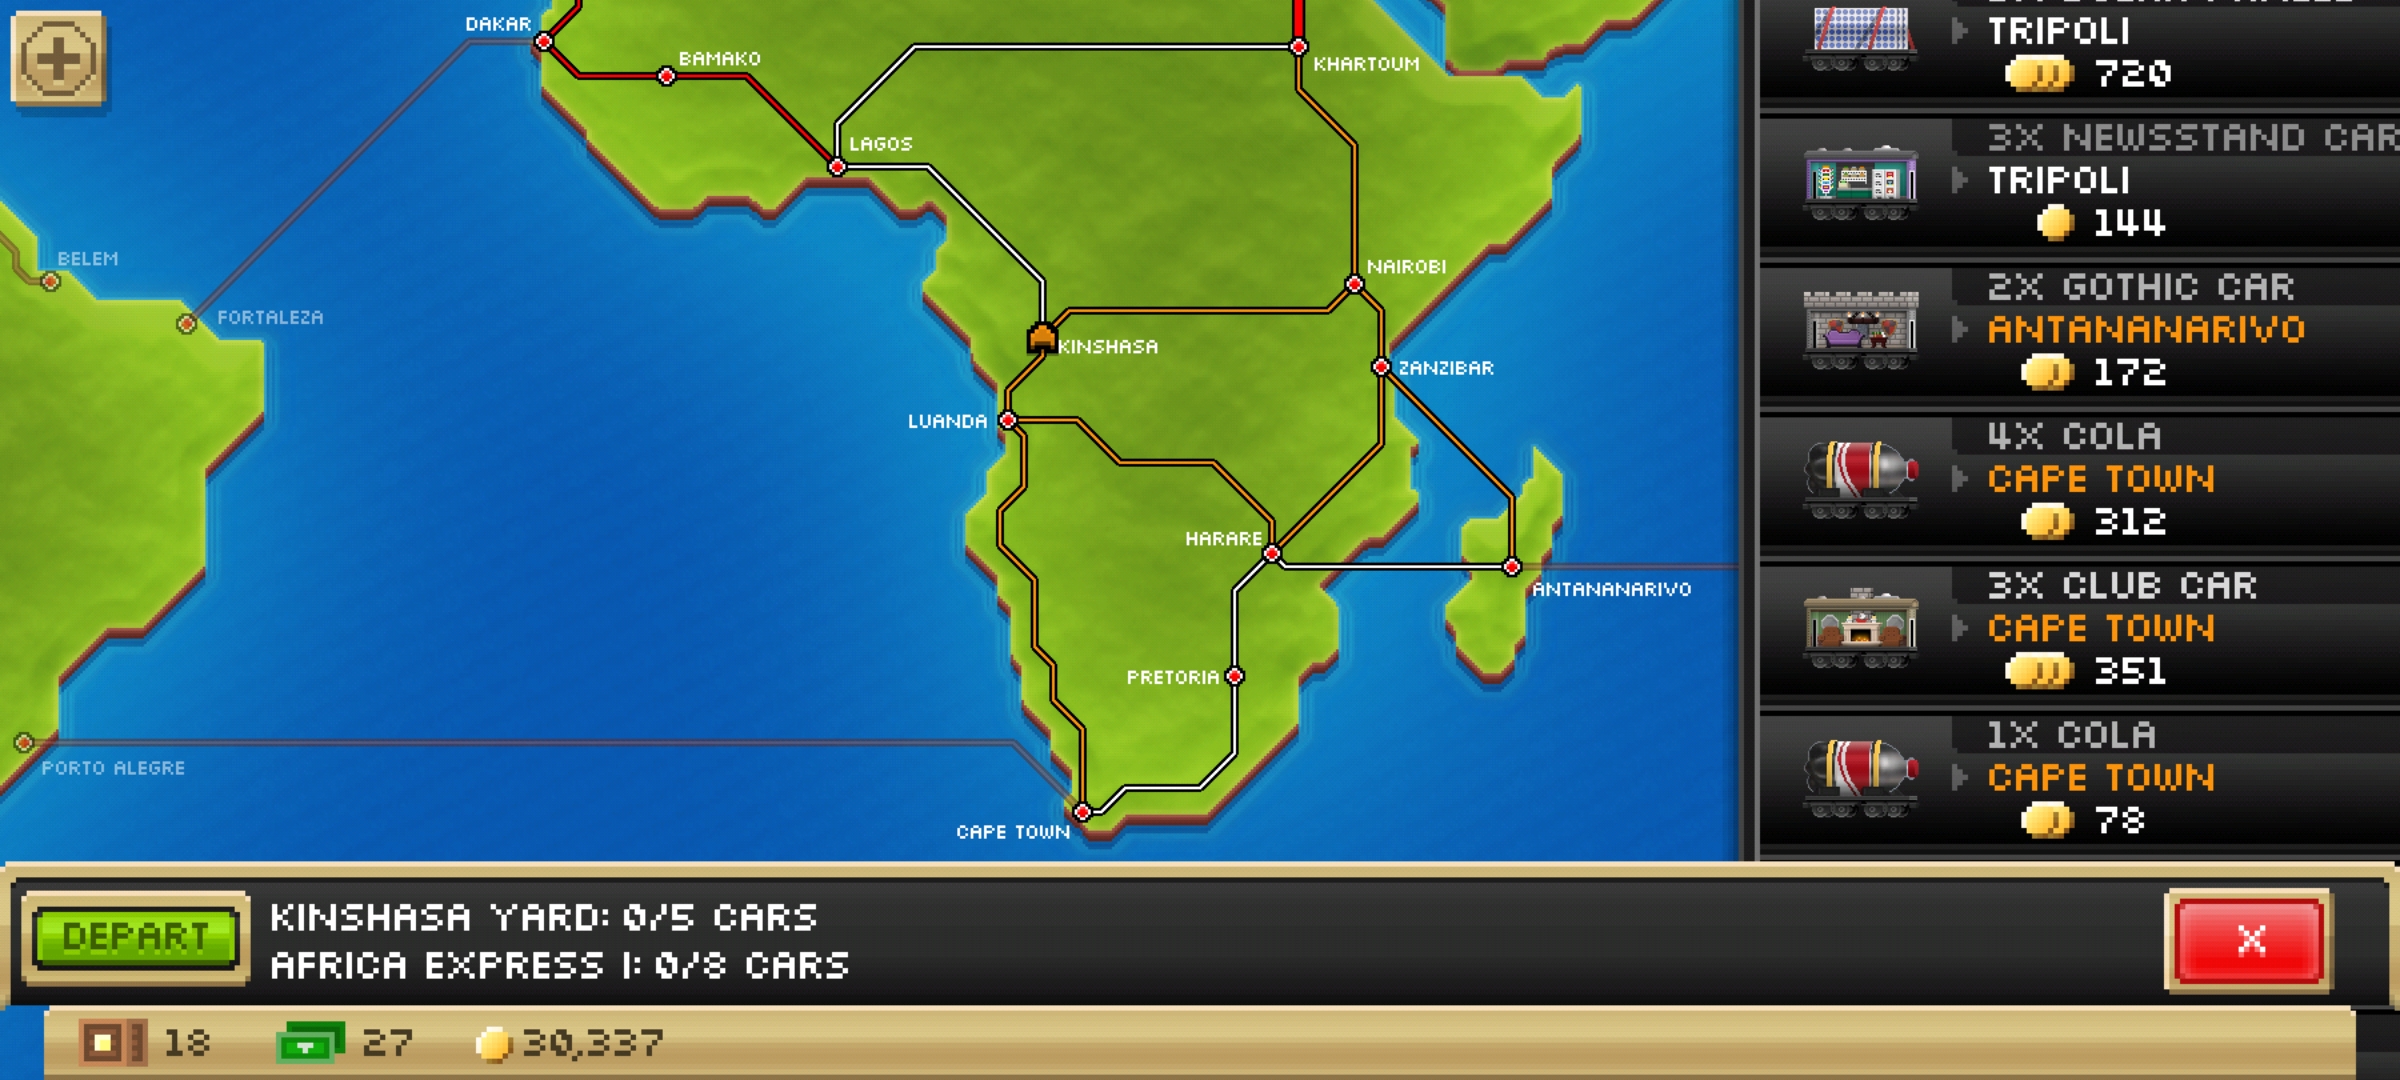 DAKAR
BAMAKO
LAGOS
KHARTOUM
BELEM
FORTALEZA
NAIROBI
KINSHASA
ZANZIBAR
LUANDA
HARARE
ANTANANARIVO
PRETORIA
PORTO ALEGRE
CAPE TOWN
TRIPOLI
720
3X NEWSSTAND CAR
TRIPOLI
144
2X GOTHIC CAR
ANTANANARIVO
172
4X COLA
CAPE TOWN
312
3X CLUB CAR
CAPE TOWN
351
1X COLA
CAPE TOWN
78
DEPART
KINSHASA YARD: 0/5 CARS
AFRICA EXPRESS I: 0/8 CARS
X
18
27
30,337